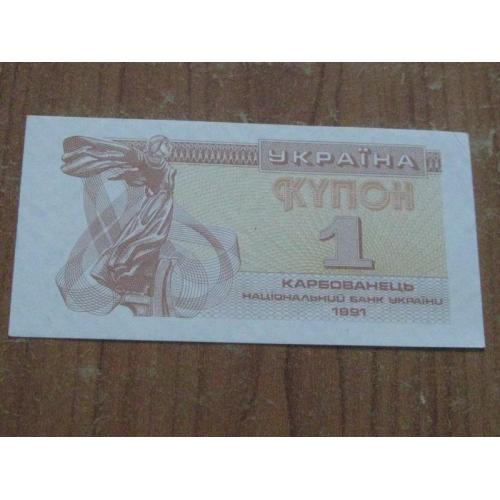 УКРАЇНА
КУПОН
1
КАРБОВАНЕЦЬ
НАЦІОНАЛЬНИЙ БАНК УКРАЇНИ
1991